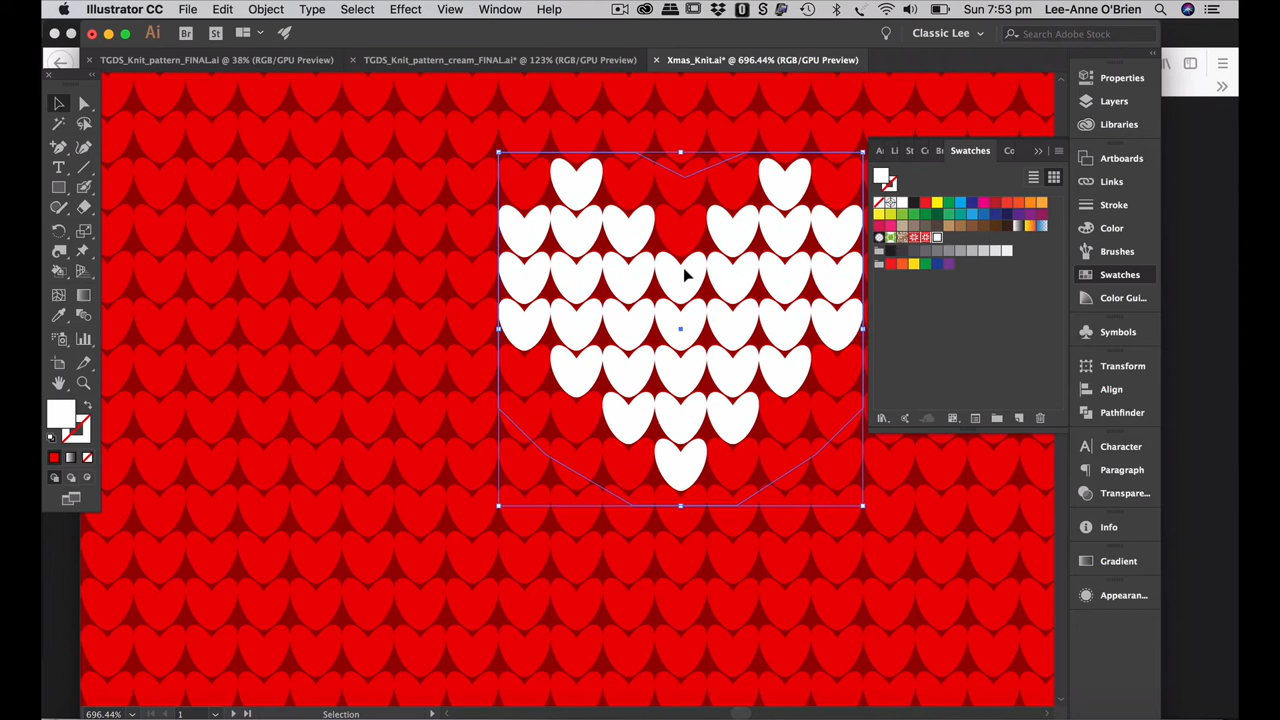 Illustrator CC File Edit Object Type Select Effect View Window Help Sun 7:53 pm Lee-Anne O'Brien
Ai Br St Classic Lee Search Adobe Stock
TGDS_Knit_pattern_FINAL.ai @ 38% (RGB/GPU Preview) TGDS_Knit_pattern_cream_FINAL.ai* @ 123% (RGB/GPU Preview) Xmas_Knit.ai* @ 696.44% (RGB/GPU Preview)
Properties
Layers
Libraries
Li St Swatches Co
Artboards
Links
Stroke
Color
Brushes
Swatches
Color Gui...
Symbols
Transform
Align
Pathfinder
Character
Paragraph
Transpare...
Info
Gradient
Appearan...
696.44% 1 Selection